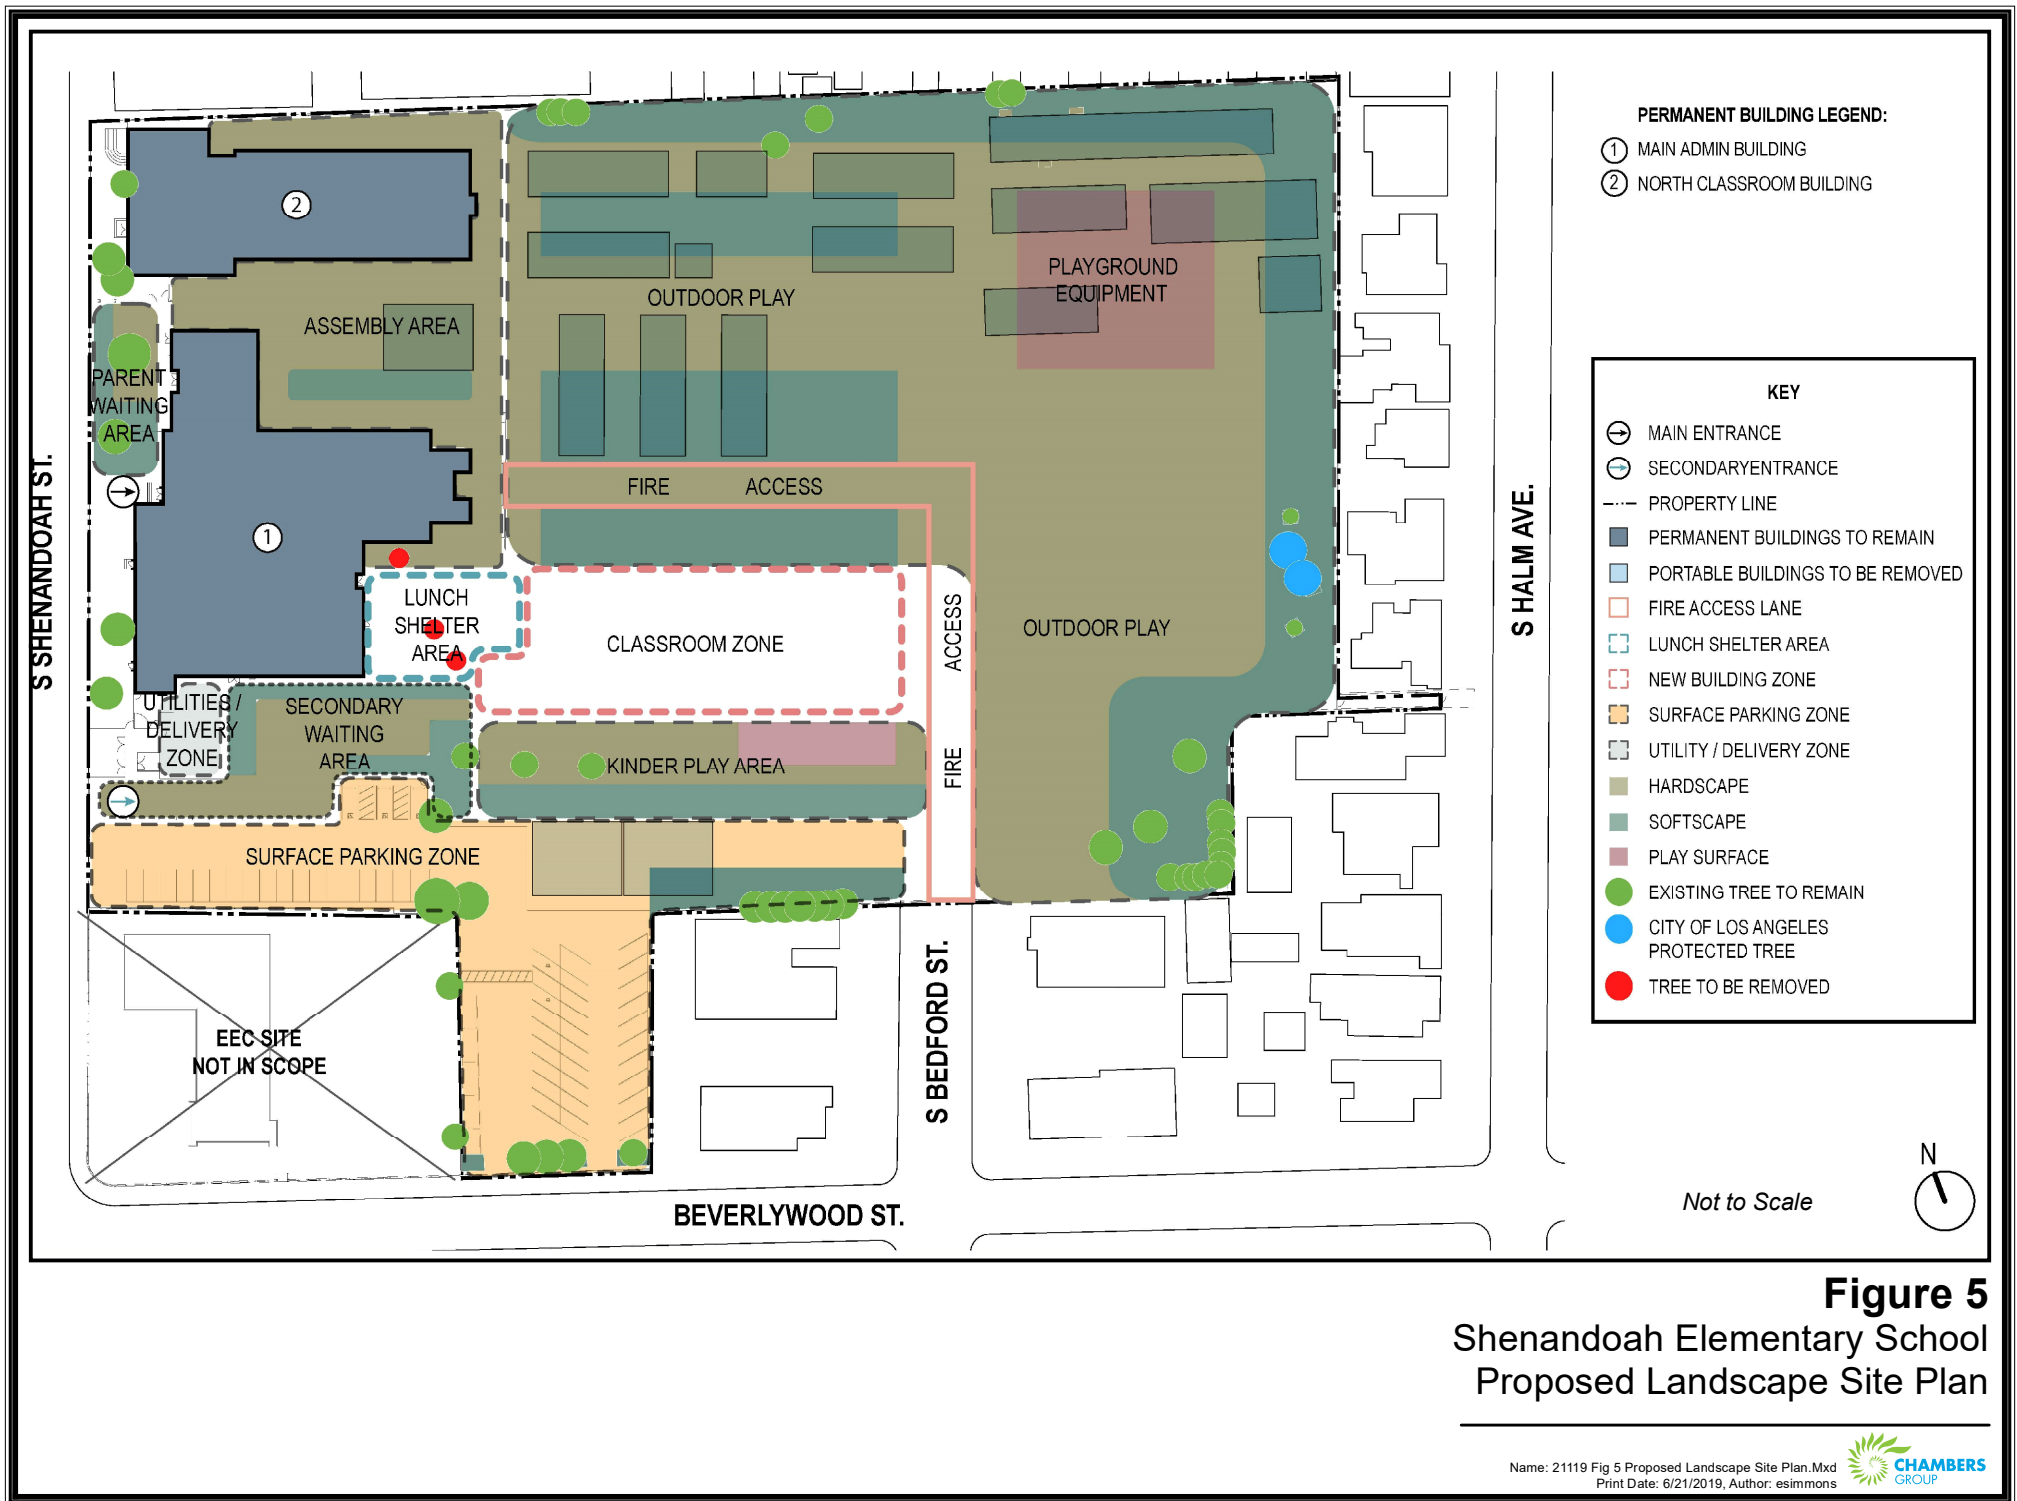 PERMANENT BUILDING LEGEND:
1 MAIN ADMIN BUILDING
2 NORTH CLASSROOM BUILDING
2
PLAYGROUND
EQUIPMENT
OUTDOOR PLAY
ASSEMBLY AREA
PARENT
WAITING
AREA
FIRE ACCESS
1
S SHENANDOAH ST.
LUNCH
SHELTER
AREA
CLASSROOM ZONE
FIRE ACCESS
OUTDOOR PLAY
S HALM AVE.
UTILITIES /
DELIVERY
ZONE
SECONDARY
WAITING
AREA
KINDER PLAY AREA
SURFACE PARKING ZONE
EEC SITE
NOT IN SCOPE
S BEDFORD ST.
BEVERLYWOOD ST.
KEY
MAIN ENTRANCE
SECONDARYENTRANCE
PROPERTY LINE
PERMANENT BUILDINGS TO REMAIN
PORTABLE BUILDINGS TO BE REMOVED
FIRE ACCESS LANE
LUNCH SHELTER AREA
NEW BUILDING ZONE
SURFACE PARKING ZONE
UTILITY / DELIVERY ZONE
HARDSCAPE
SOFTSCAPE
PLAY SURFACE
EXISTING TREE TO REMAIN
CITY OF LOS ANGELES
PROTECTED TREE
TREE TO BE REMOVED
N
Not to Scale
Figure 5
Shenandoah Elementary School
Proposed Landscape Site Plan
Name: 21119 Fig 5 Proposed Landscape Site Plan.Mxd
Print Date: 6/21/2019, Author: esimmons
CHAMBERS
GROUP